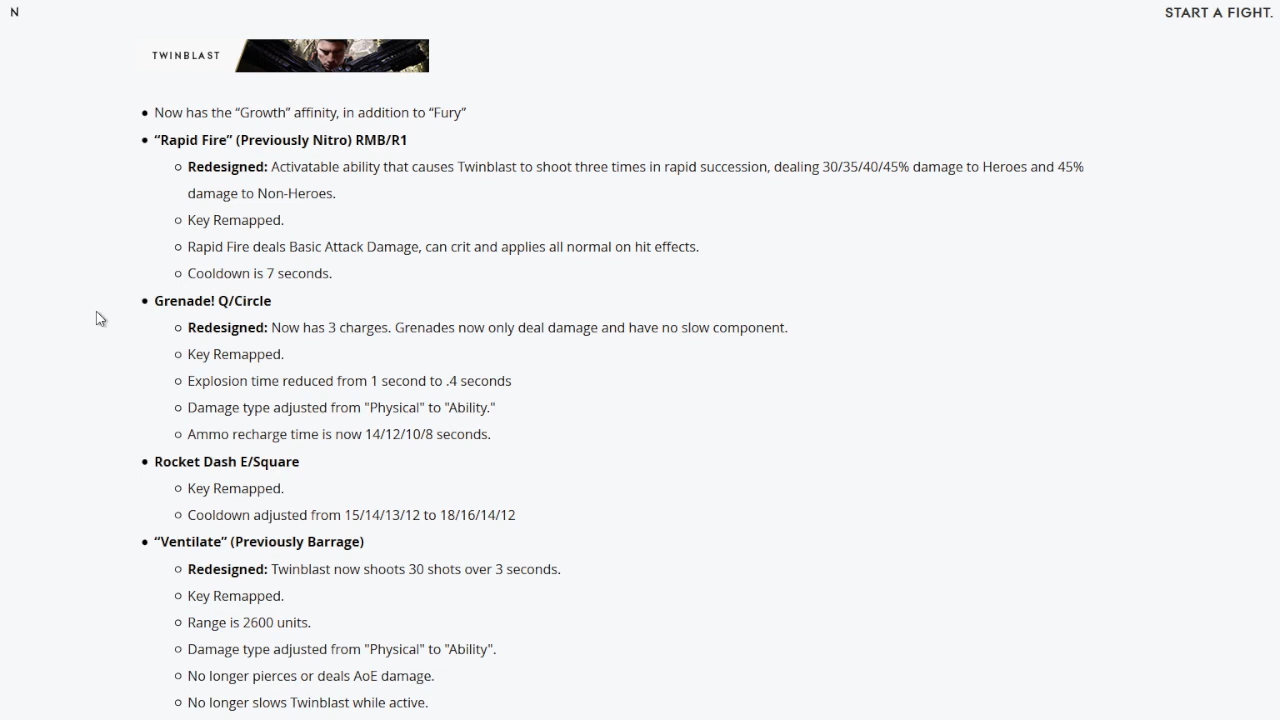 N
START A FIGHT.
TWINBLAST
• Now has the “Growth” affinity, in addition to “Fury”
• “Rapid Fire” (Previously Nitro) RMB/R1
○ Redesigned: Activatable ability that causes Twinblast to shoot three times in rapid succession, dealing 30/35/40/45% damage to Heroes and 45%
damage to Non-Heroes.
○ Key Remapped.
○ Rapid Fire deals Basic Attack Damage, can crit and applies all normal on hit effects.
○ Cooldown is 7 seconds.
• Grenade! Q/Circle
○ Redesigned: Now has 3 charges. Grenades now only deal damage and have no slow component.
○ Key Remapped.
○ Explosion time reduced from 1 second to .4 seconds
○ Damage type adjusted from "Physical" to "Ability."
○ Ammo recharge time is now 14/12/10/8 seconds.
• Rocket Dash E/Square
○ Key Remapped.
○ Cooldown adjusted from 15/14/13/12 to 18/16/14/12
• “Ventilate” (Previously Barrage)
○ Redesigned: Twinblast now shoots 30 shots over 3 seconds.
○ Key Remapped.
○ Range is 2600 units.
○ Damage type adjusted from "Physical" to "Ability".
○ No longer pierces or deals AoE damage.
○ No longer slows Twinblast while active.